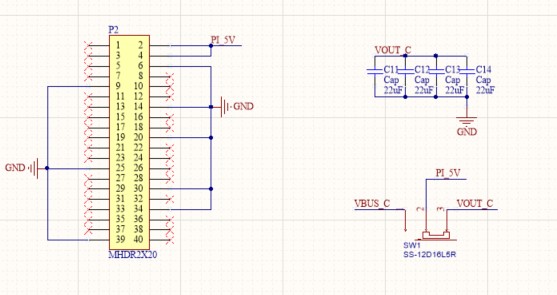 P2
PI_5V
1 2
3 4
5 6
7 8
9 10
11 12
13 14
15 16
17 18
19 20
21 22
23 24
25 26
27 28
29 30
31 32
33 34
35 36
37 38
39 40
GND
GND
MHDR2X20
VOUT_C
C11 C12 C13 C14
Cap Cap Cap Cap
22uF 22uF 22uF 22uF
GND
PI_5V
VBUS_C
2
3
VOUT_C
SW1
SS-12D16L5R